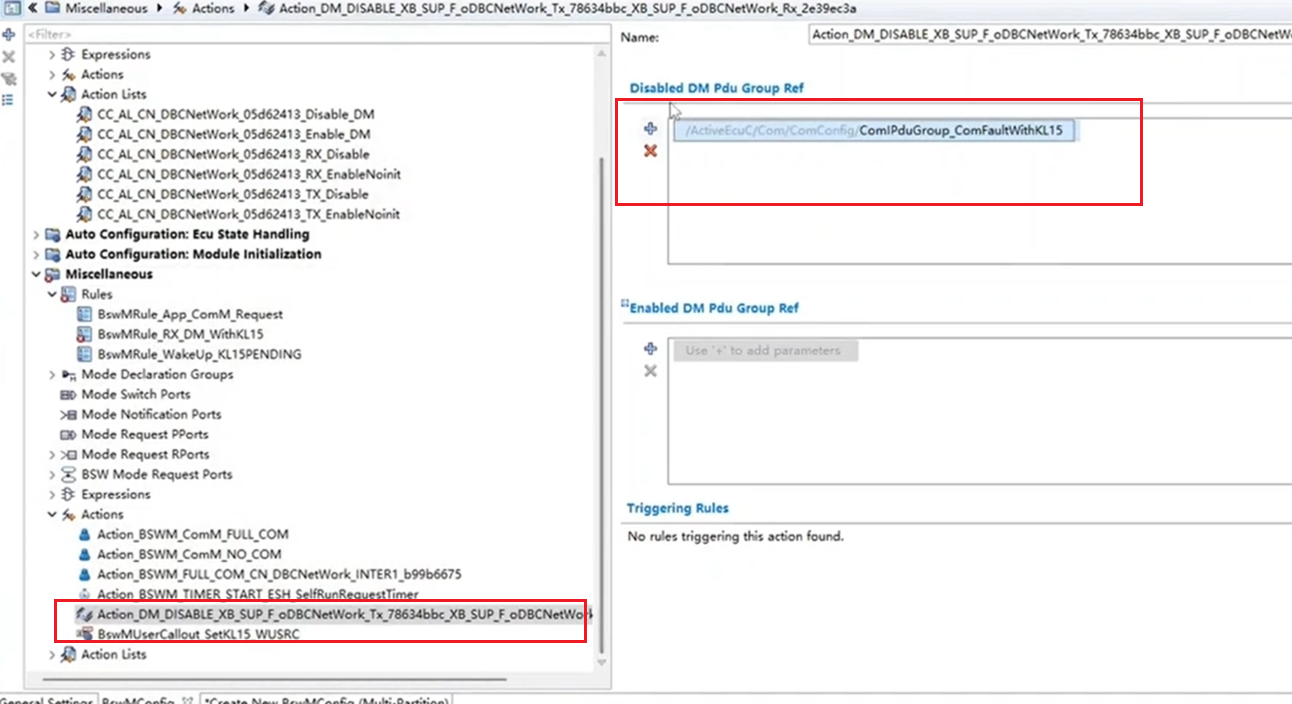 Miscellaneous Actions Action_DM_DISABLE_XB_SUP_F_oDBCNetWork_Tx_78634bbc_XB_SUP_F_oDBCNetWork_Rx_2e39ec3a
<Filter>
Expressions
Actions
Action Lists
CC_AL_CN_DBCNetWork_05d62413_Disable_DM
CC_AL_CN_DBCNetWork_05d62413_Enable_DM
CC_AL_CN_DBCNetWork_05d62413_RX_Disable
CC_AL_CN_DBCNetWork_05d62413_RX_EnableNoinit
CC_AL_CN_DBCNetWork_05d62413_TX_Disable
CC_AL_CN_DBCNetWork_05d62413_TX_EnableNoinit
Auto Configuration: Ecu State Handling
Auto Configuration: Module Initialization
Miscellaneous
Rules
BswMRule_App_ComM_Request
BswMRule_RX_DM_WithKL15
BswMRule_WakeUp_KL15PENDING
Mode Declaration Groups
Mode Switch Ports
Mode Notification Ports
Mode Request PPorts
Mode Request RPorts
BSW Mode Request Ports
Expressions
Actions
Action_BSWM_ComM_FULL_COM
Action_BSWM_ComM_NO_COM
Action_BSWM_FULL_COM_CN_DBCNetWork_INTER1_b99b6675
Action_BSWM_TIMER_START_ESH_SelfRunRequestTimer
Action_DM_DISABLE_XB_SUP_F_oDBCNetWork_Tx_78634bbc_XB_SUP_F_oDBCNetWork
BswMUserCallout_SetKL15_WUSRC
Action Lists
General Settings BswMConfig *Create New BswMConfig (Multi-Partition)
Name: Action_DM_DISABLE_XB_SUP_F_oDBCNetWork_Tx_78634bbc_XB_SUP_F_oDBCNetW
Disabled DM Pdu Group Ref
/ActiveEcuC/Com/ComConfig/ComIPduGroup_ComFaultWithKL15
Enabled DM Pdu Group Ref
Use '+' to add parameters
Triggering Rules
No rules triggering this action found.